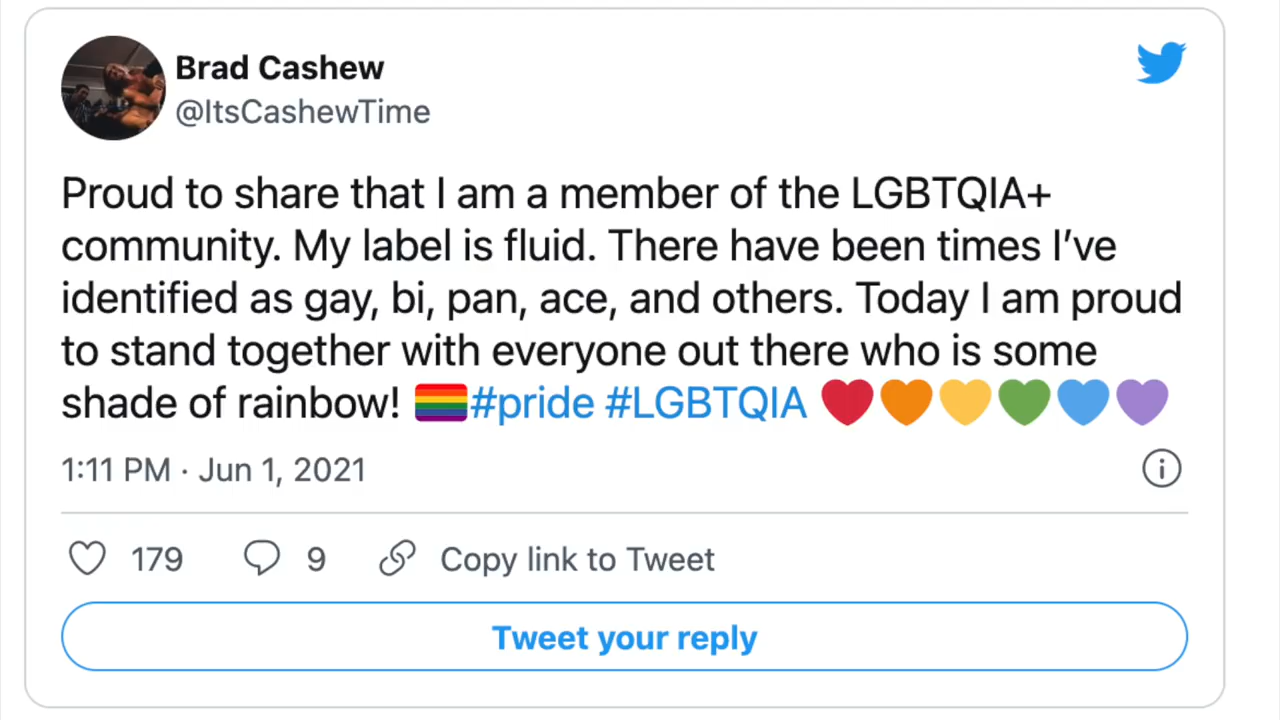 Brad Cashew
@ItsCashewTime
Proud to share that I am a member of the LGBTQIA+
community. My label is fluid. There have been times I’ve
identified as gay, bi, pan, ace, and others. Today I am proud
to stand together with everyone out there who is some
shade of rainbow! 🏳️‍🌈#pride #LGBTQIA ❤️🧡💛💚💙💜
1:11 PM · Jun 1, 2021
179 9 Copy link to Tweet
Tweet your reply